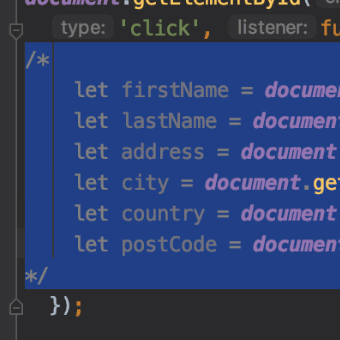 document.getElementById(
type: 'click', listener: fu
/*
let firstName = documen
let lastName = document
let address = document
let city = document.ge
let country = document
let postCode = document
*/
});